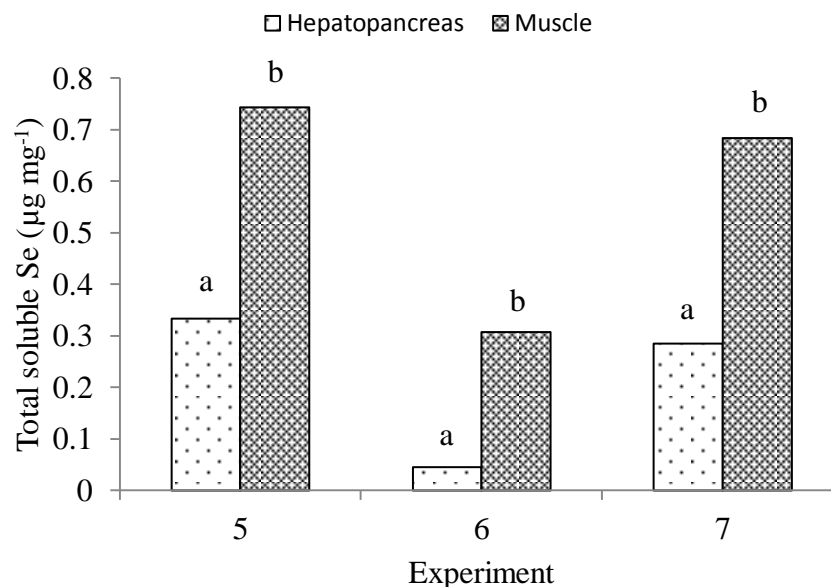 Hepatopancreas Muscle
Total soluble Se (µg mg⁻¹)
0.8
0.7
0.6
0.5
0.4
0.3
0.2
0.1
0
a
b
a
b
a
b
5 6 7
Experiment